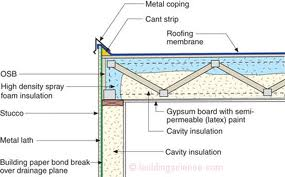 Metal coping
Cant strip
Roofing
membrane
OSB
High density spray
foam insulation
Stucco
Gypsum board with semi-
permeable (latex) paint
Cavity insulation
Metal lath
Building paper bond break
over drainage plane
Cavity insulation
© buildingscience.com